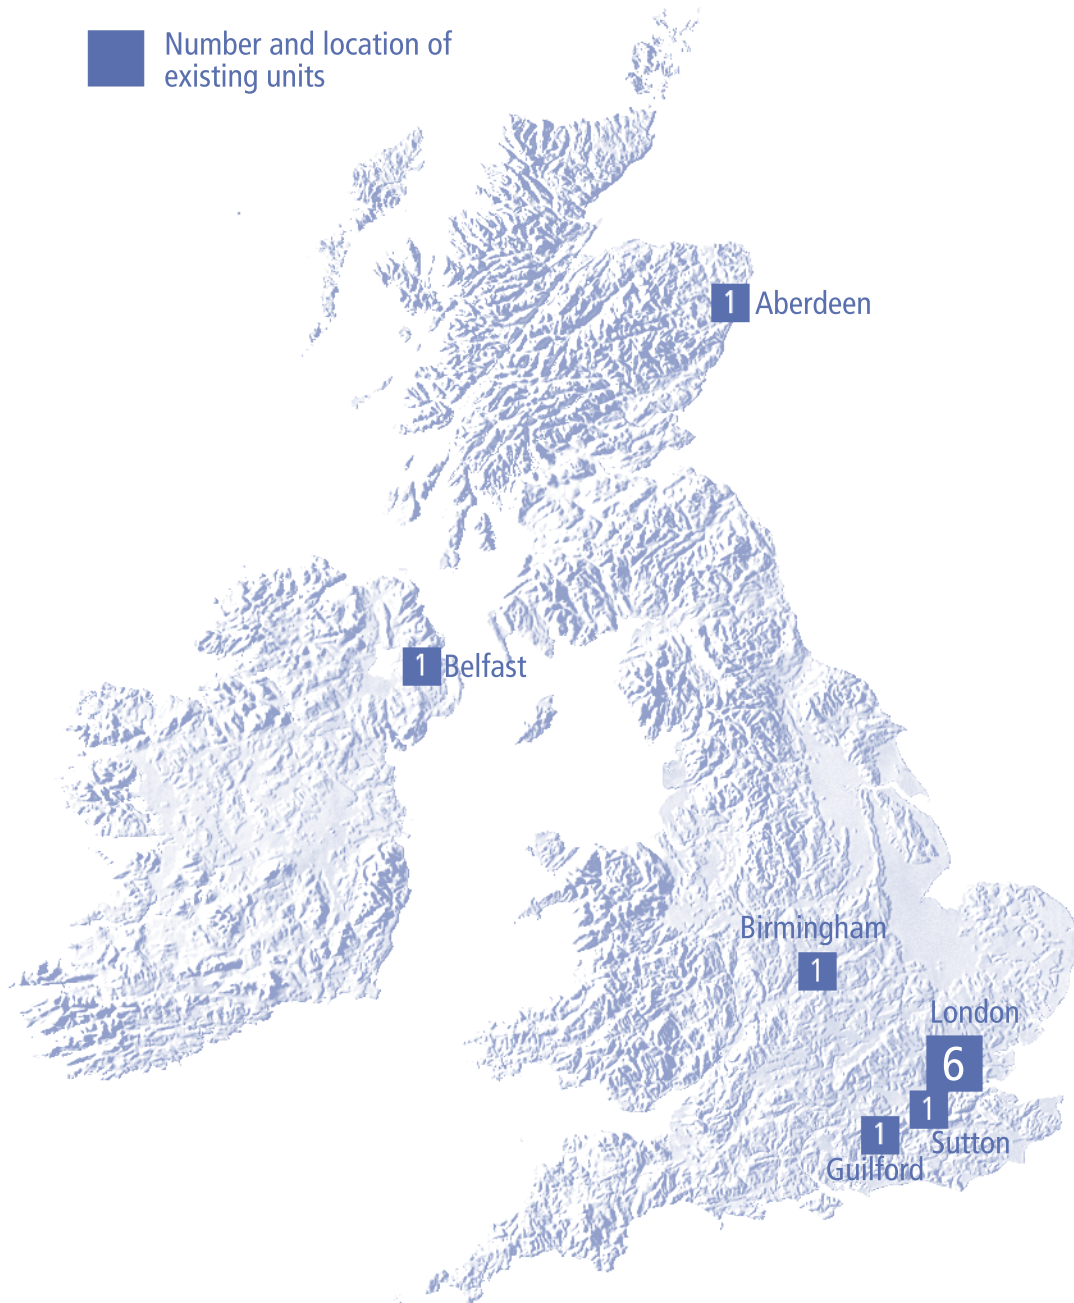 Number and location of
existing units
1 Aberdeen
1 Belfast
Birmingham
1
London
6
1
Sutton
1
Guilford